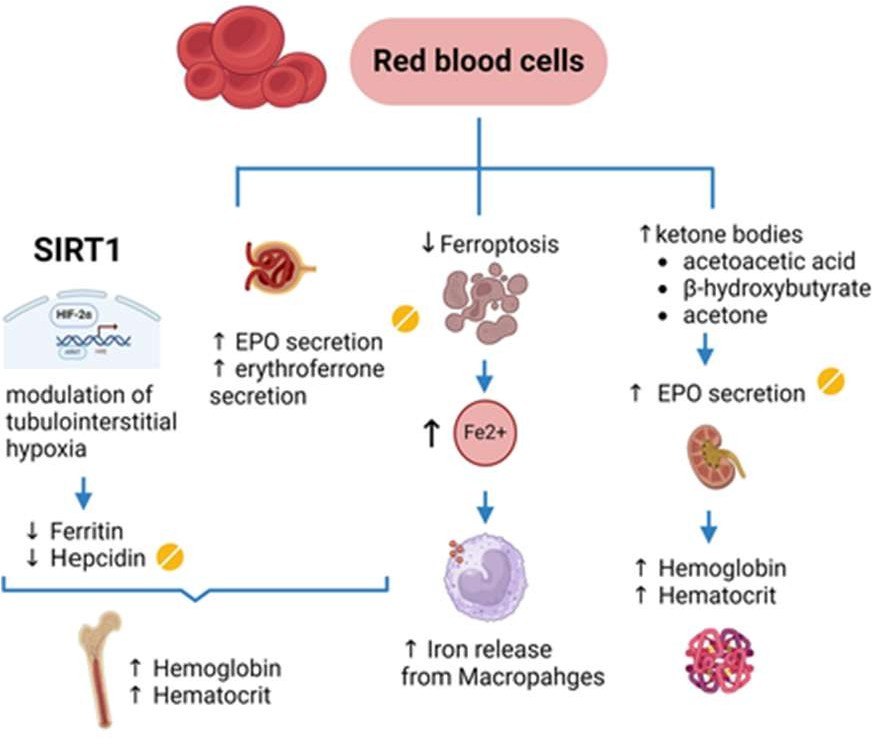 Red blood cells
SIRT1
HIF-2α
modulation of
tubulointerstitial
hypoxia
↓ Ferritin
↓ Hepcidin
↑ EPO secretion
↑ erythroferrone
secretion
↑ Hemoglobin
↑ Hematocrit
↓Ferroptosis
↑ Fe2+
↑ Iron release
from Macropahges
↑ketone bodies
• acetoacetic acid
• β-hydroxybutyrate
• acetone
↑ EPO secretion
↑ Hemoglobin
↑ Hematocrit